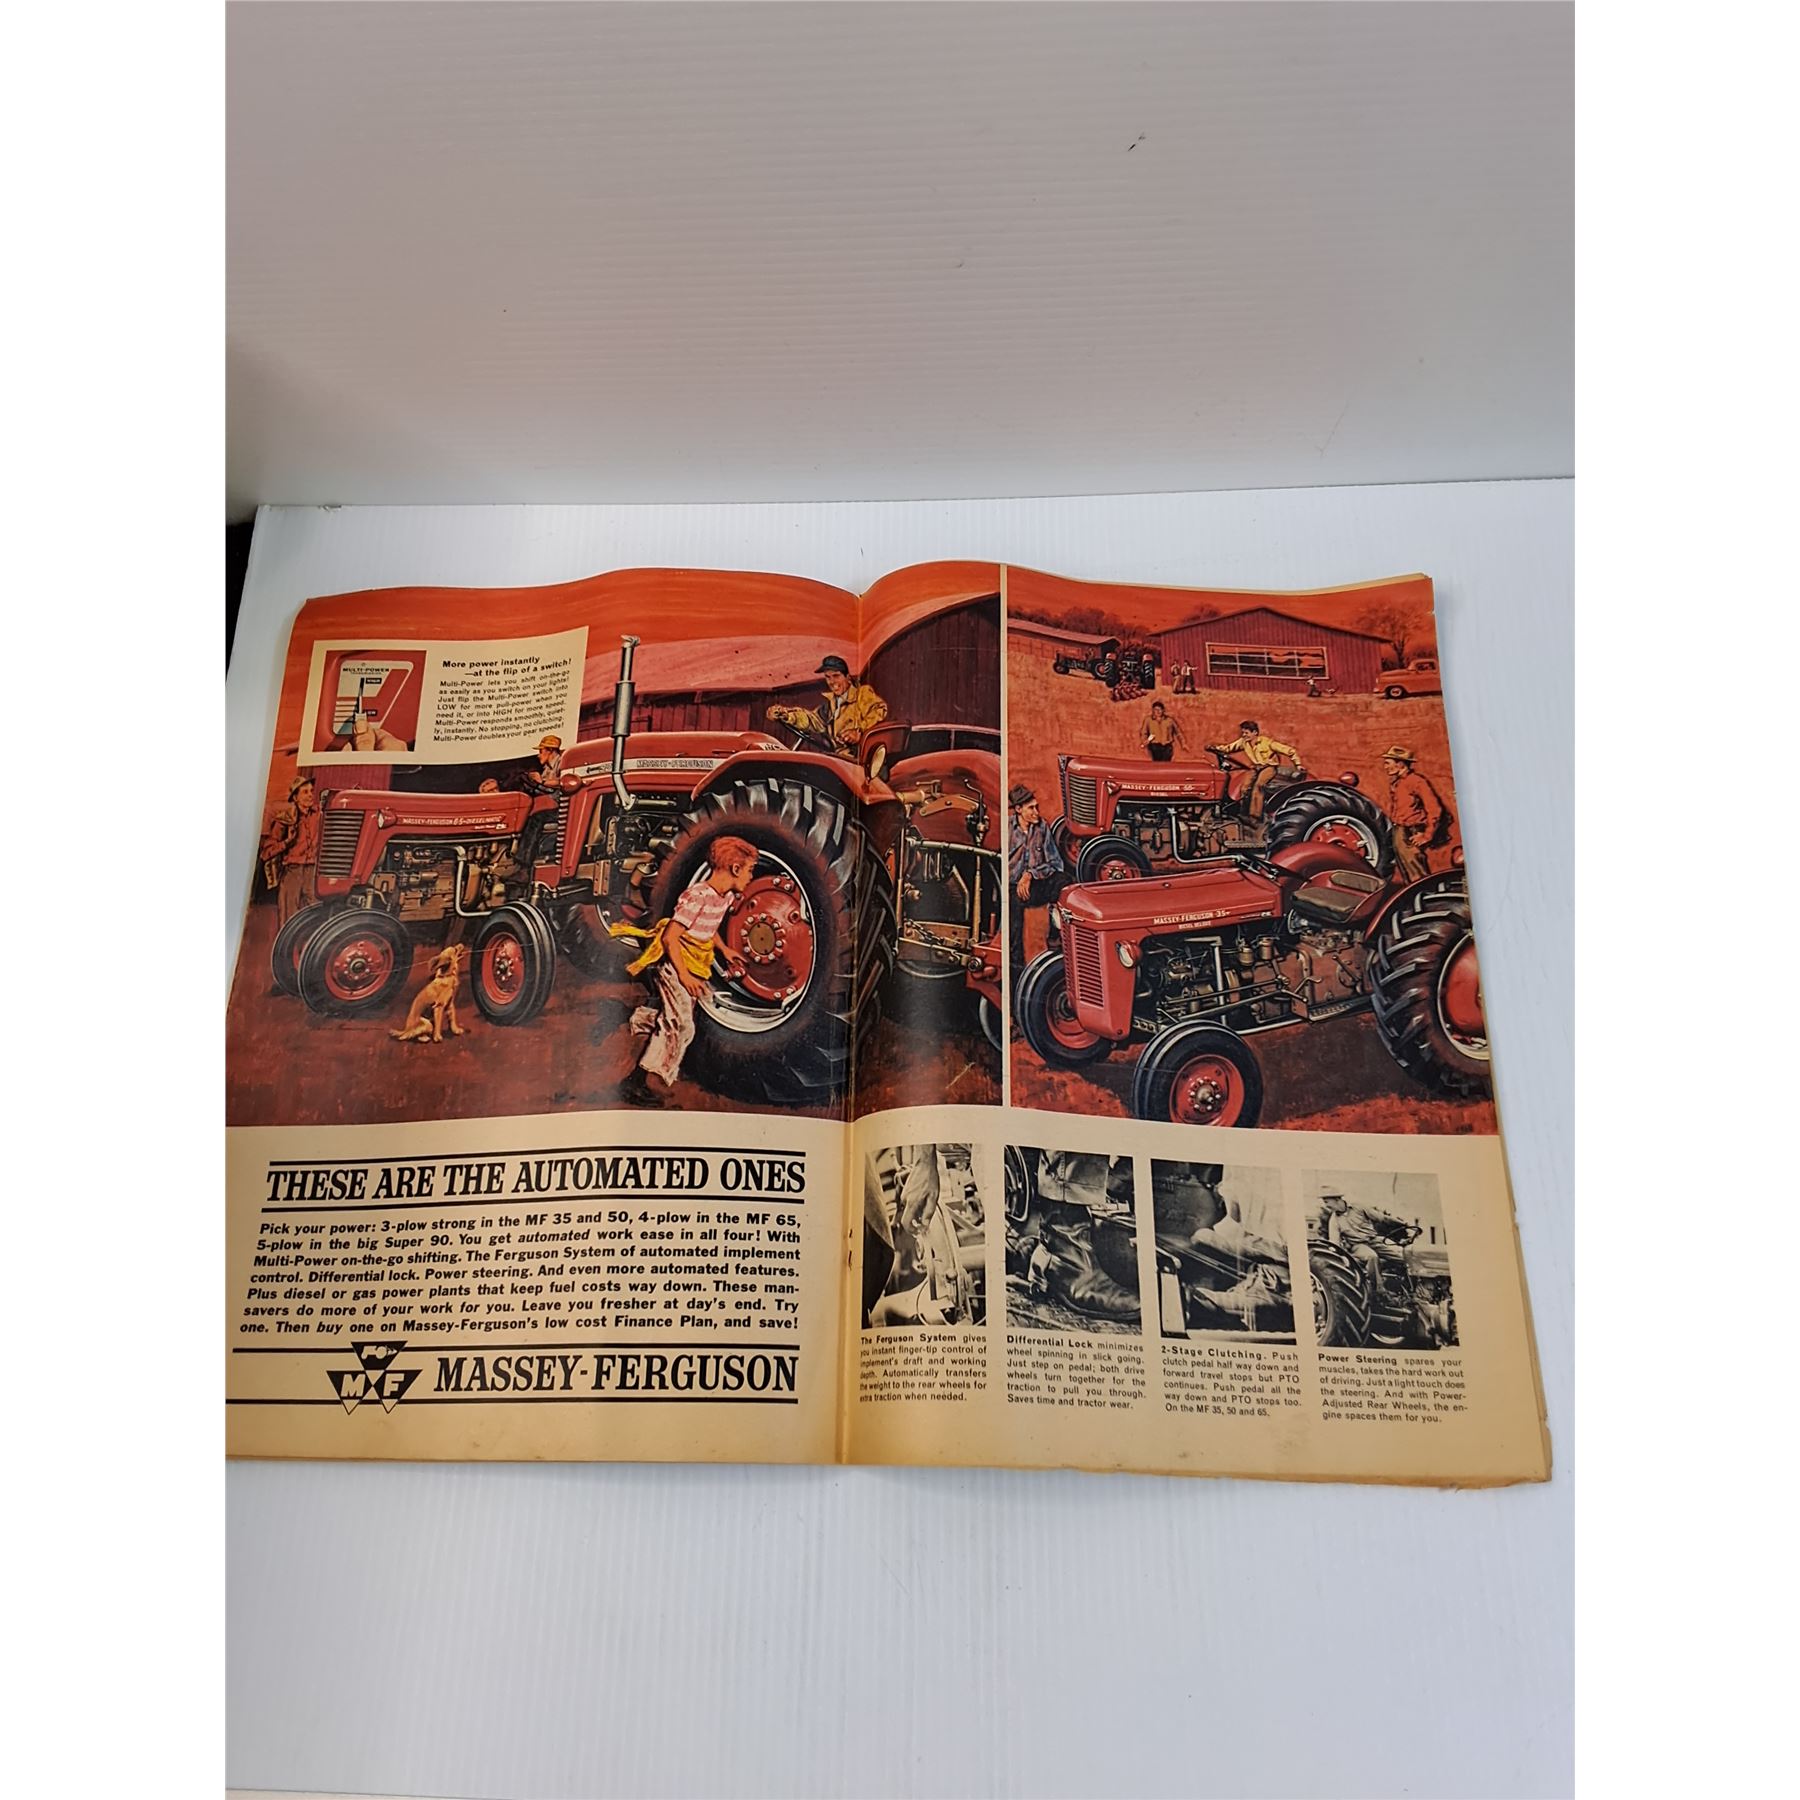 MULTI-POWER
HIGH
LOW
More power instantly
—at the flip of a switch!
Multi-Power lets you shift on-the-go
as easily as you switch on your lights!
Just flip the Multi-Power switch into
LOW for more pull-power when you
need it, or into HIGH for more speed.
Multi-Power responds smoothly, quiet-
ly, instantly. No stopping, no clutching.
Multi-Power doubles your gear speeds!
MASSEY-FERGUSON
MASSEY-FERGUSON 65 DIESELMATIC
MASSEY-FERGUSON 50
DIESEL
MASSEY-FERGUSON 35
DIESEL DELUXE
THESE ARE THE AUTOMATED ONES
Pick your power: 3-plow strong in the MF 35 and 50, 4-plow in the MF 65,
5-plow in the big Super 90. You get automated work ease in all four! With
Multi-Power on-the-go shifting. The Ferguson System of automated implement
control. Differential lock. Power steering. And even more automated features.
Plus diesel or gas power plants that keep fuel costs way down. These man-
savers do more of your work for you. Leave you fresher at day's end. Try
one. Then buy one on Massey-Ferguson's low cost Finance Plan, and save!
MF
MASSEY-FERGUSON
The Ferguson System gives
you instant finger-tip control of
implement's draft and working
depth. Automatically transfers
the weight to the rear wheels for
extra traction when needed.
Differential Lock minimizes
wheel spinning in slick going.
Just step on pedal; both drive
wheels turn together for the
traction to pull you through.
Saves time and tractor wear.
2-Stage Clutching. Push
clutch pedal half way down and
forward travel stops but PTO
continues. Push pedal all the
way down and PTO stops too.
On the MF 35, 50 and 65.
Power Steering spares your
muscles, takes the hard work out
of driving. Just a light touch does
the steering. And with Power-
Adjusted Rear Wheels, the en-
gine spaces them for you.